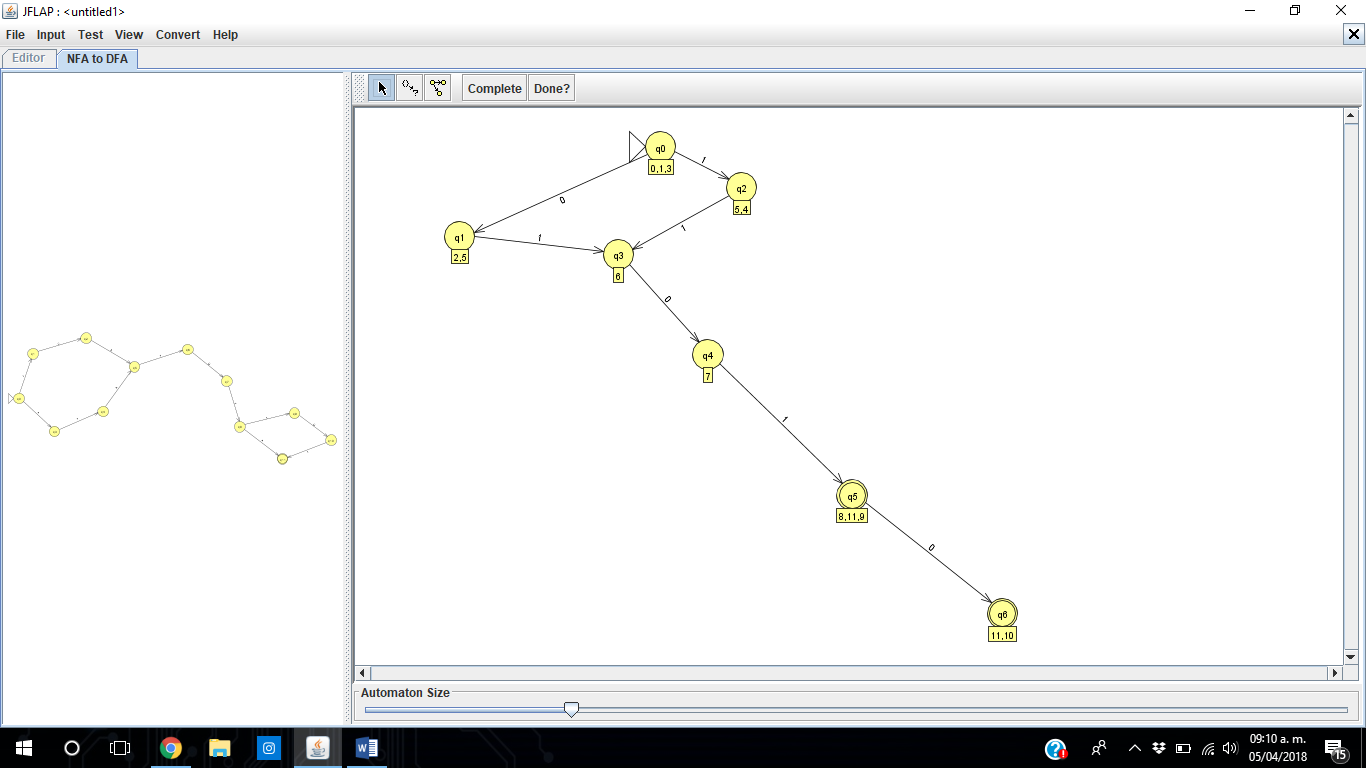 JFLAP : <untitled1>
File Input Test View Convert Help
Editor NFA to DFA
Complete Done?
q0
0,1,3
1
q2
5,4
0
1
q1
2,5
1
q3
6
0
q4
7
1
q5
8,11,9
0
q6
11,10
Automaton Size
09:10 a. m.
05/04/2018
15